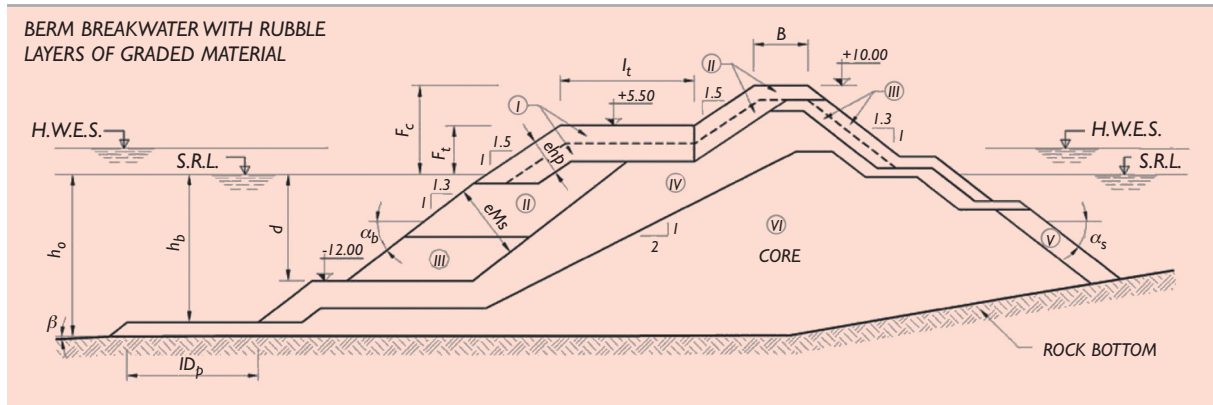 BERM BREAKWATER WITH RUBBLE
LAYERS OF GRADED MATERIAL
B
+10.00
II
lt
+5.50
1.5
III
I
H.W.E.S.
Fc
Ft
1.5
1
ehp
1.3
1
H.W.E.S.
S.R.L.
S.R.L.
1.3
1
IV
II
eMs
ho
hb
d
αb
-12.00
III
1
2
VI
CORE
V
αs
β
IDp
ROCK BOTTOM